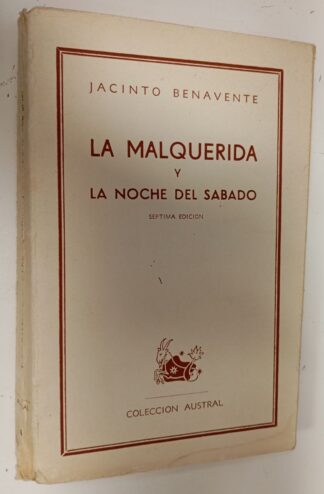 JACINTO BENAVENTE
LA MALQUERIDA
Y
LA NOCHE DEL SABADO
SEPTIMA EDICION
COLECCION AUSTRAL